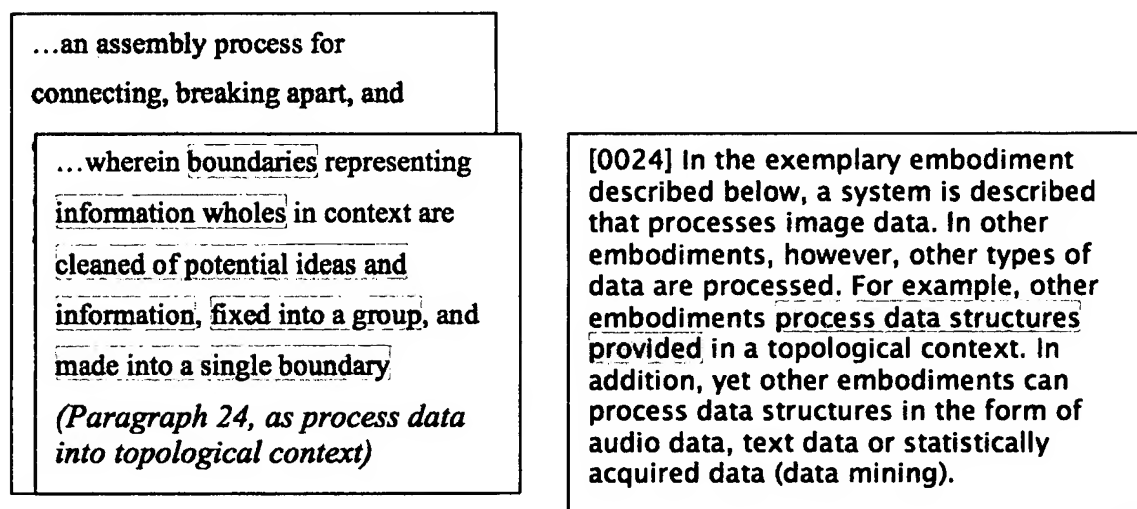 ...an assembly process for
connecting, breaking apart, and
...wherein boundaries representing
information wholes in context are
cleaned of potential ideas and
information, fixed into a group, and
made into a single boundary
(Paragraph 24, as process data
into topological context)
[0024] In the exemplary embodiment
described below, a system is described
that processes image data. In other
embodiments, however, other types of
data are processed. For example, other
embodiments process data structures
provided in a topological context. In
addition, yet other embodiments can
process data structures in the form of
audio data, text data or statistically
acquired data (data mining).